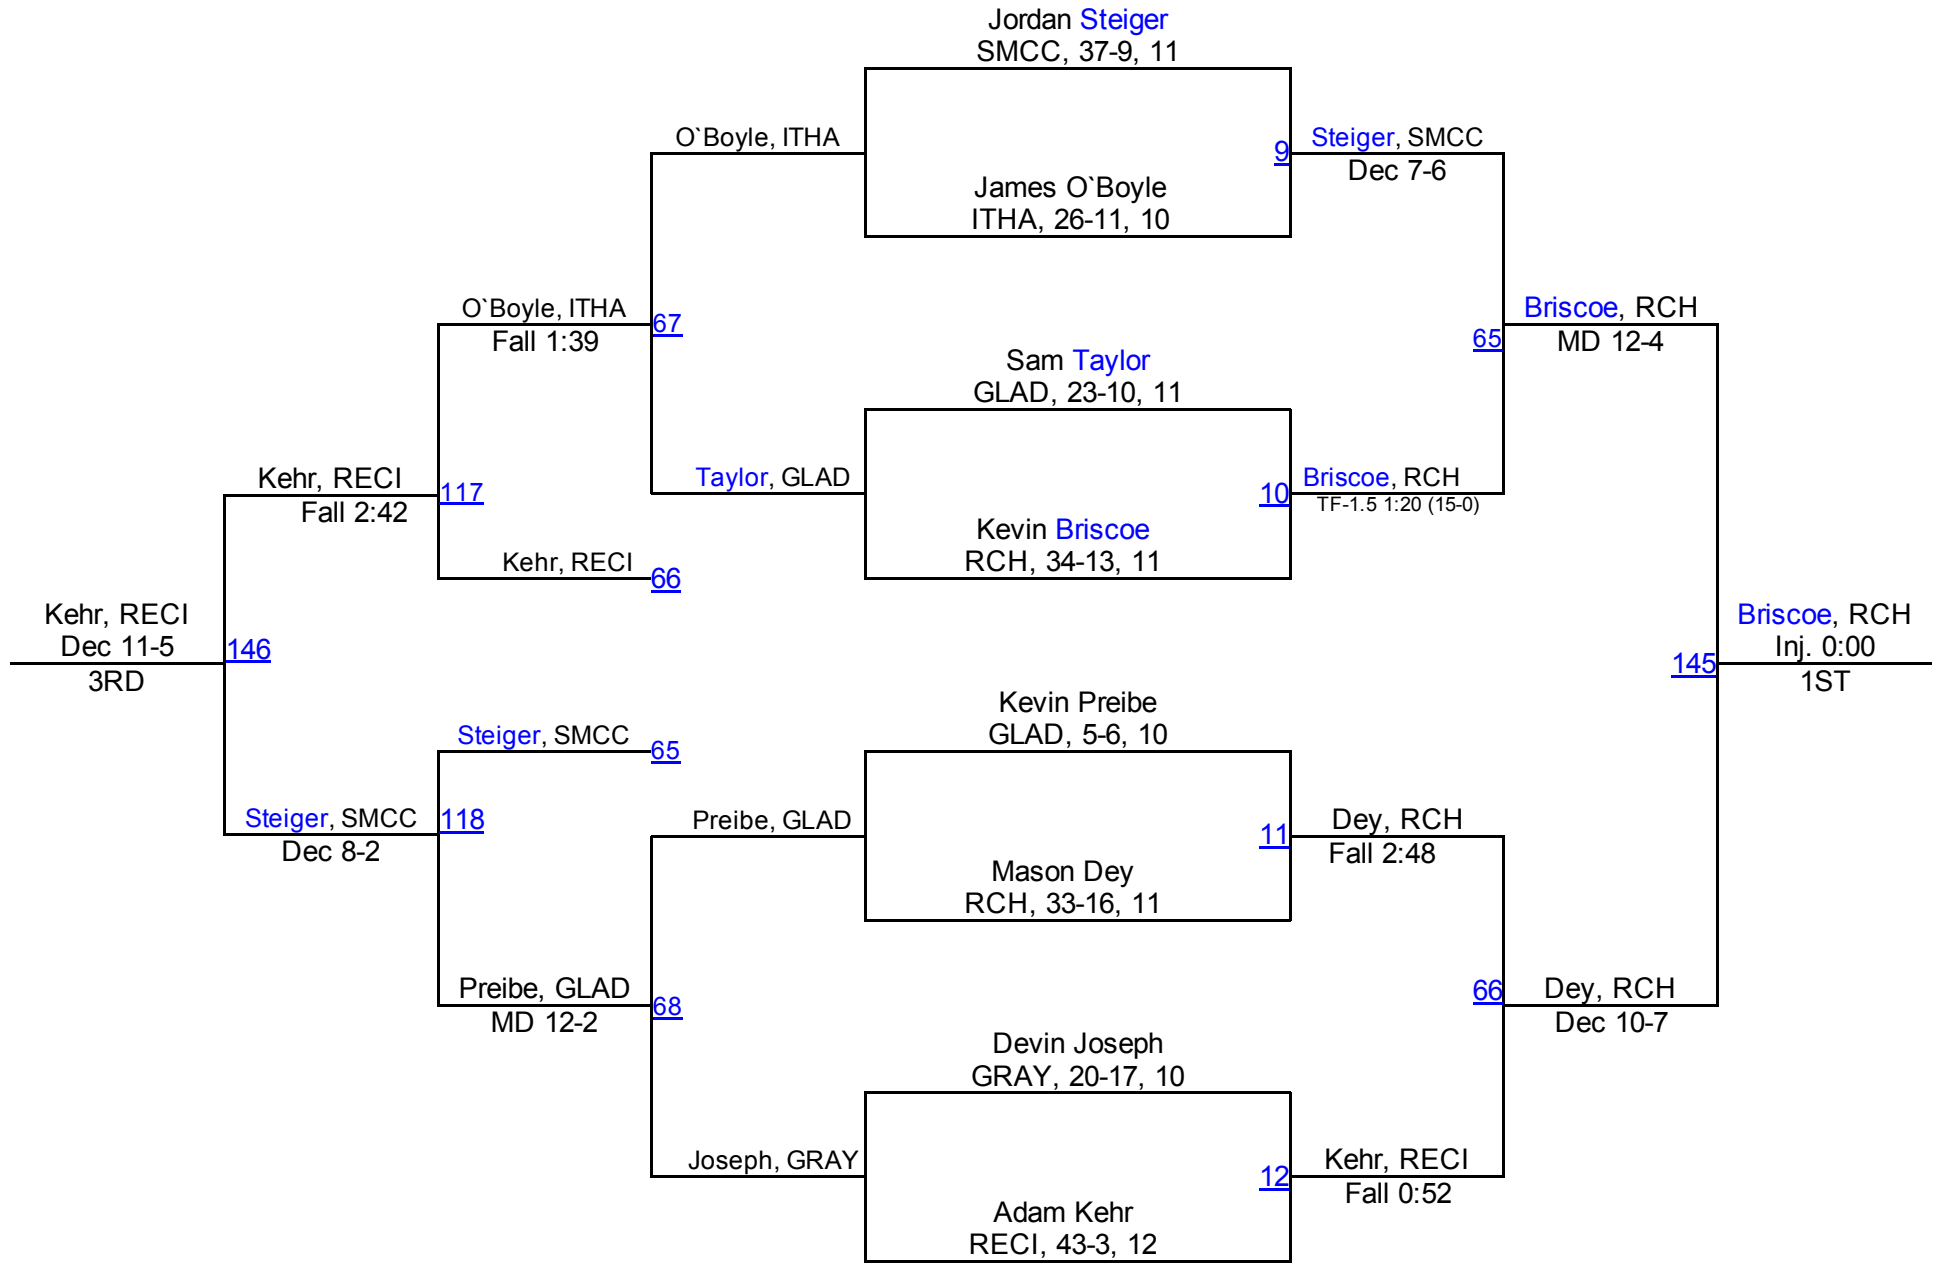 Jordan Steiger
SMCC, 37-9, 11
O`Boyle, ITHA
9
Steiger, SMCC
Dec 7-6
James O`Boyle
ITHA, 26-11, 10
O`Boyle, ITHA
Fall 1:39
67
Briscoe, RCH
MD 12-4
65
Sam Taylor
GLAD, 23-10, 11
Kehr, RECI
Fall 2:42
117
Taylor, GLAD
10
Briscoe, RCH
TF-1.5 1:20 (15-0)
Kevin Briscoe
RCH, 34-13, 11
Kehr, RECI
66
Kehr, RECI
Dec 11-5
3RD
146
Briscoe, RCH
Inj. 0:00
1ST
145
Kevin Preibe
GLAD, 5-6, 10
Steiger, SMCC
65
Steiger, SMCC
Dec 8-2
118
Preibe, GLAD
11
Dey, RCH
Fall 2:48
Mason Dey
RCH, 33-16, 11
Preibe, GLAD
MD 12-2
68
66
Dey, RCH
Dec 10-7
Devin Joseph
GRAY, 20-17, 10
Joseph, GRAY
12
Kehr, RECI
Fall 0:52
Adam Kehr
RECI, 43-3, 12